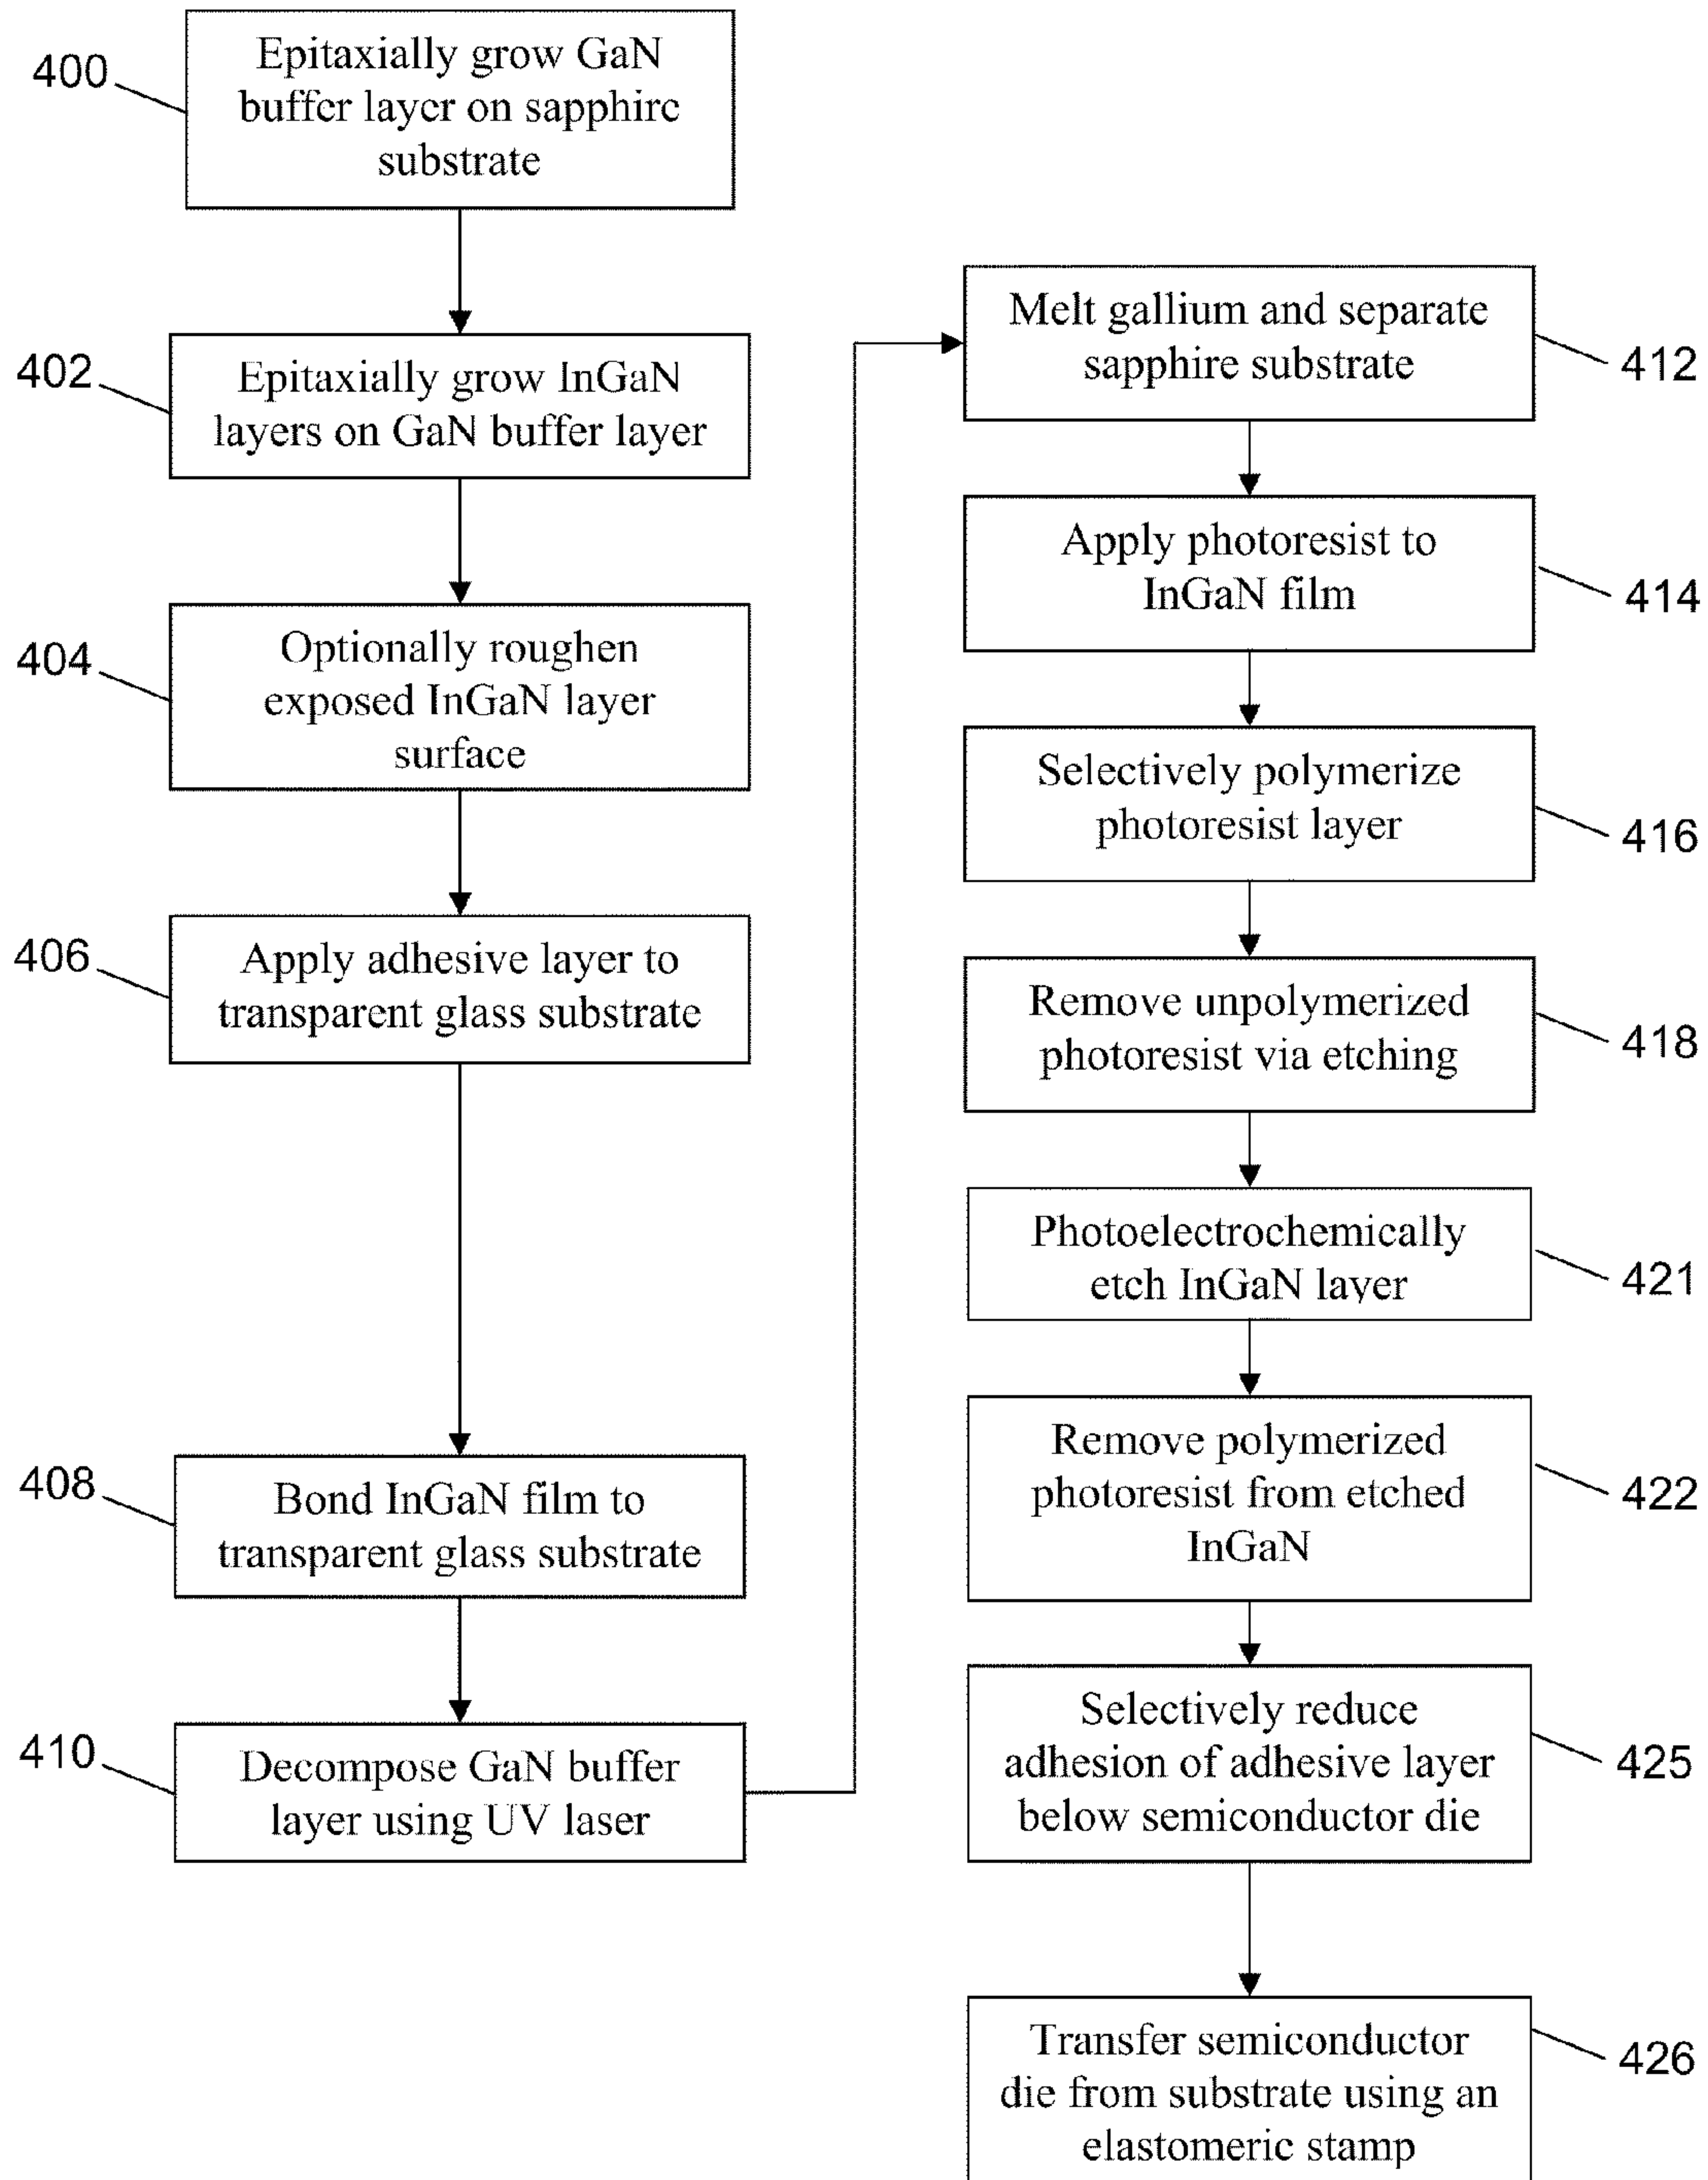 400
Epitaxially grow GaN
buffer layer on sapphire
substrate
402
Epitaxially grow InGaN
layers on GaN buffer layer
404
Optionally roughen
exposed InGaN layer
surface
406
Apply adhesive layer to
transparent glass substrate
408
Bond InGaN film to
transparent glass substrate
410
Decompose GaN buffer
layer using UV laser
Melt gallium and separate
sapphire substrate
412
Apply photoresist to
InGaN film
414
Selectively polymerize
photoresist layer
416
Remove unpolymerized
photoresist via etching
418
Photoelectrochemically
etch InGaN layer
421
Remove polymerized
photoresist from etched
InGaN
422
Selectively reduce
adhesion of adhesive layer
below semiconductor die
425
Transfer semiconductor
die from substrate using an
elastomeric stamp
426